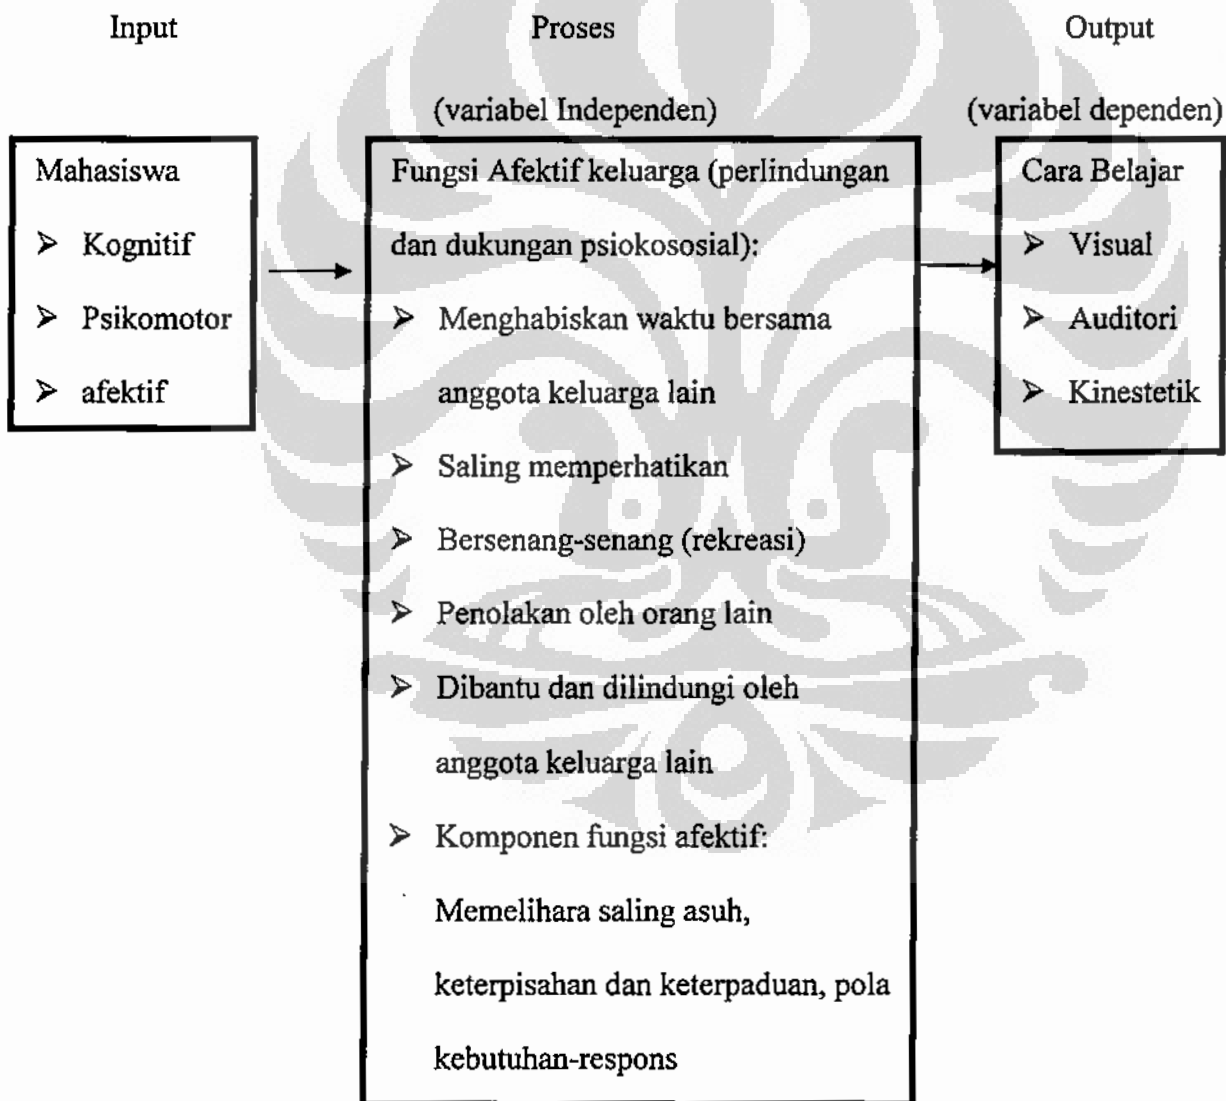 Input
Proses
Output
(variabel Independen)
(variabel dependen)
Mahasiswa
➢ Kognitif
➢ Psikomotor
➢ afektif
Fungsi Afektif keluarga (perlindungan
dan dukungan psiokososial):
➢ Menghabiskan waktu bersama
anggota keluarga lain
➢ Saling memperhatikan
➢ Bersenang-senang (rekreasi)
➢ Penolakan oleh orang lain
➢ Dibantu dan dilindungi oleh
anggota keluarga lain
➢ Komponen fungsi afektif:
Memelihara saling asuh,
keterpisahan dan keterpaduan, pola
kebutuhan-respons
Cara Belajar
➢ Visual
➢ Auditori
➢ Kinestetik